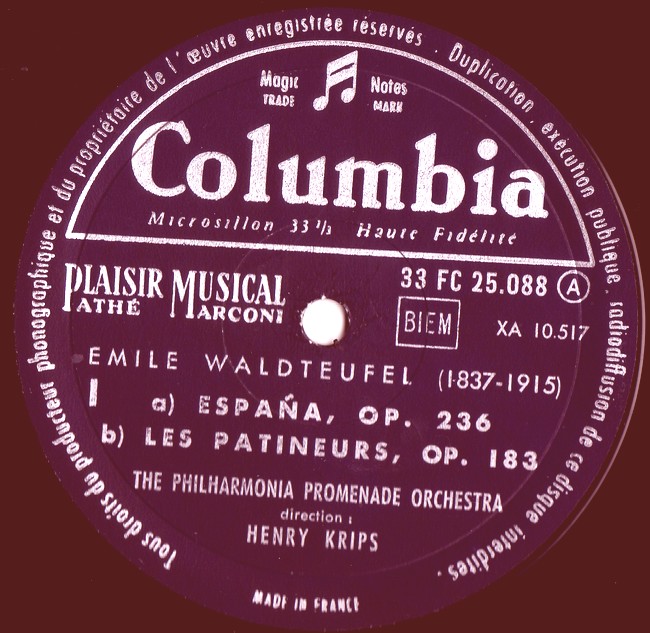 Tous droits du producteur phonographique et du propriétaire de l'œuvre enregistrée réservés. Duplication, exécution publique, radiodiffusion de ce disque interdites.
Magic Notes
TRADE MARK
Columbia
Microsillon 33 1/3 Haute Fidélité
PLAISIR MUSICAL
PATHÉ MARCONI
33 FC 25.088 A
BIEM
XA 10.517
EMILE WALDTEUFEL (1837-1915)
I a) ESPAÑA, OP. 236
b) LES PATINEURS, OP. 183
THE PHILHARMONIA PROMENADE ORCHESTRA
direction :
HENRY KRIPS
MADE IN FRANCE